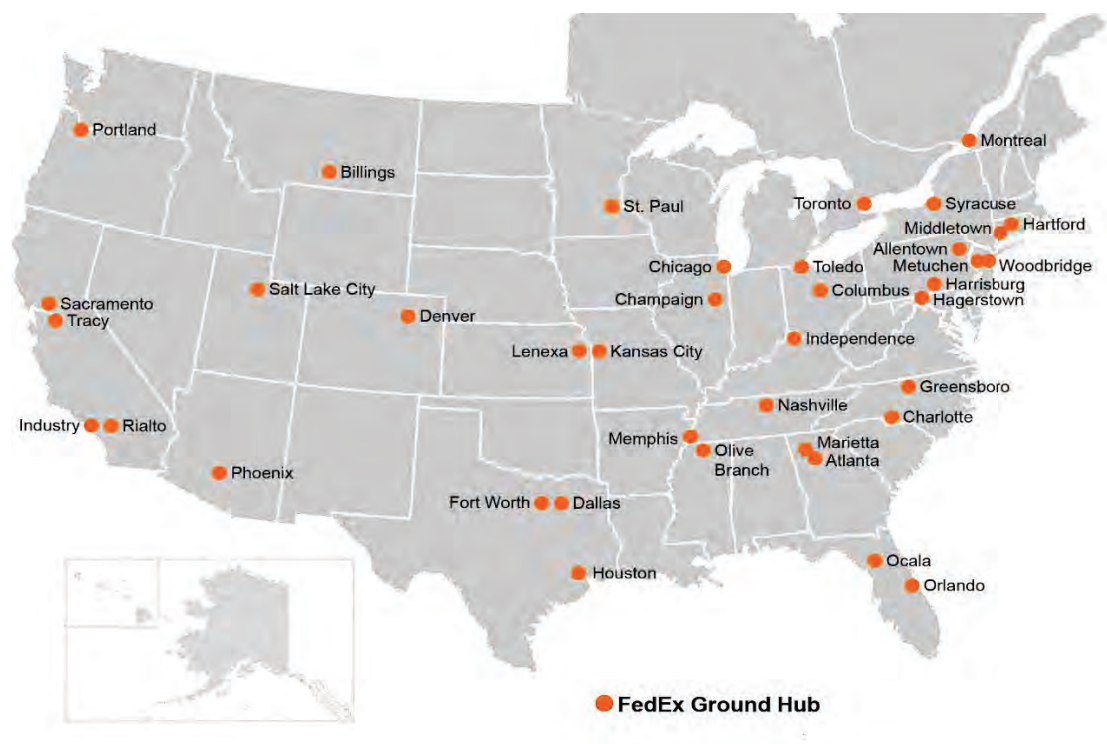 Portland
Montreal
Billings
St. Paul
Toronto
Syracuse
Middletown
Hartford
Allentown
Metuchen
Woodbridge
Chicago
Toledo
Salt Lake City
Columbus
Harrisburg
Hagerstown
Sacramento
Tracy
Champaign
Denver
Independence
Lenexa
Kansas City
Greensboro
Nashville
Charlotte
Industry
Rialto
Memphis
Olive
Branch
Marietta
Atlanta
Phoenix
Fort Worth
Dallas
Ocala
Houston
Orlando
FedEx Ground Hub